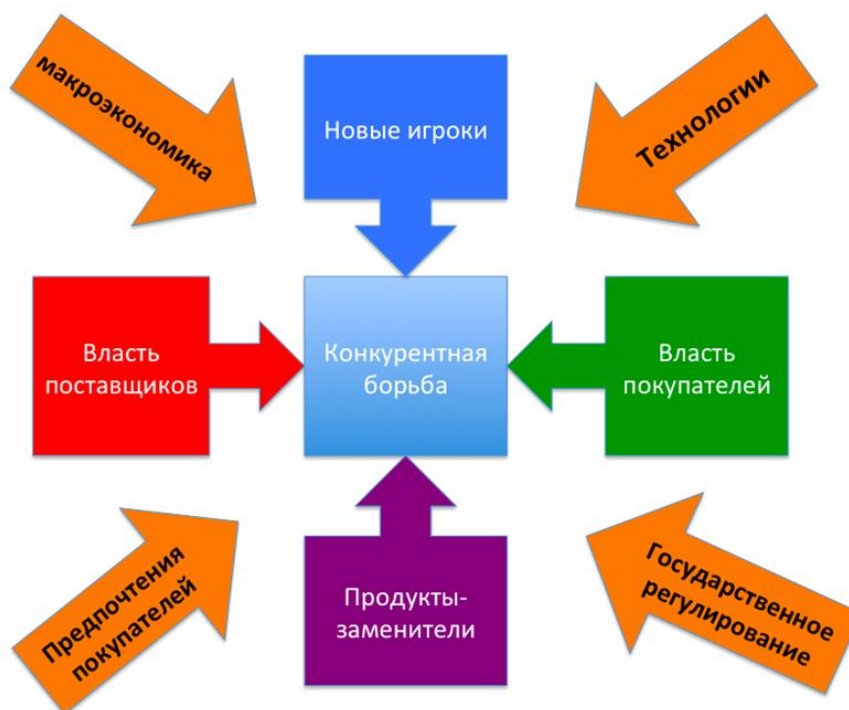 макроэкономика
Новые игроки
Технологии
Власть
поставщиков
Конкурентная
борьба
Власть
покупателей
Предпочтения
покупателей
Продукты-
заменители
Государственное
регулирование